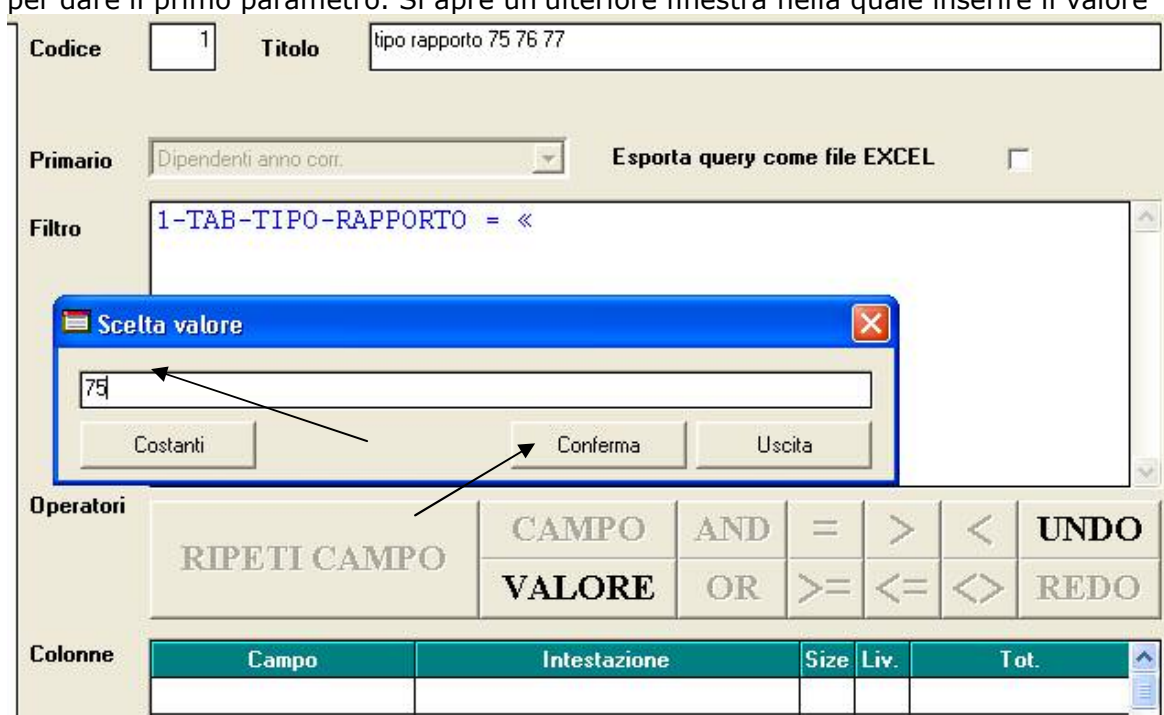 per dare il primo parametro. Si apre un'ulteriore finestra nella quale inserire il valore
Codice 1 Titolo tipo rapporto 75 76 77
Primario Dipendenti anno corr. Esporta query come file EXCEL
Filtro 1-TAB-TIPO-RAPPORTO = «
Scelta valore
75
Costanti Conferma Uscita
Operatori
RIPETI CAMPO CAMPO AND = > < UNDO
VALORE OR >= <= <> REDO
Colonne Campo Intestazione Size Liv. Tot.